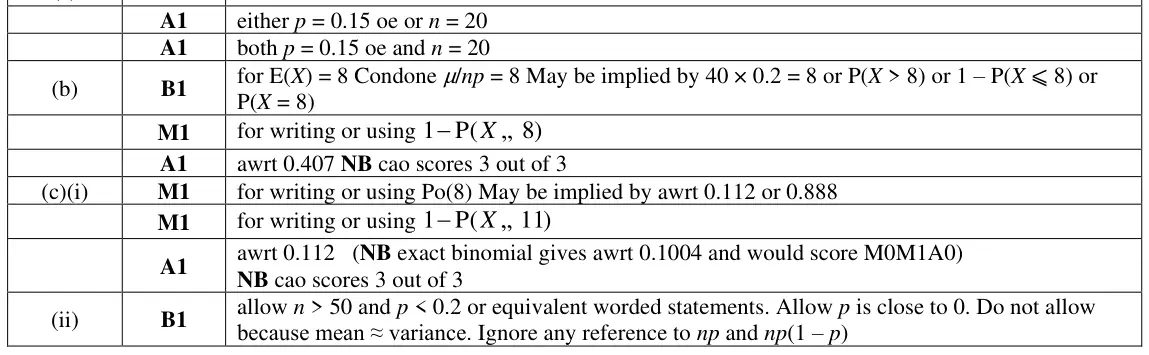 A1 either p = 0.15 oe or n = 20
A1 both p = 0.15 oe and n = 20
(b) B1 for E(X) = 8 Condone μ/np = 8 May be implied by 40 × 0.2 = 8 or P(X > 8) or 1 – P(X ⩽ 8) or
P(X = 8)
M1 for writing or using 1 – P(X ,, 8)
A1 awrt 0.407 NB cao scores 3 out of 3
(c)(i) M1 for writing or using Po(8) May be implied by awrt 0.112 or 0.888
M1 for writing or using 1 – P(X ,, 11)
A1 awrt 0.112 (NB exact binomial gives awrt 0.1004 and would score M0M1A0)
NB cao scores 3 out of 3
(ii) B1 allow n > 50 and p < 0.2 or equivalent worded statements. Allow p is close to 0. Do not allow
because mean ≈ variance. Ignore any reference to np and np(1 – p)